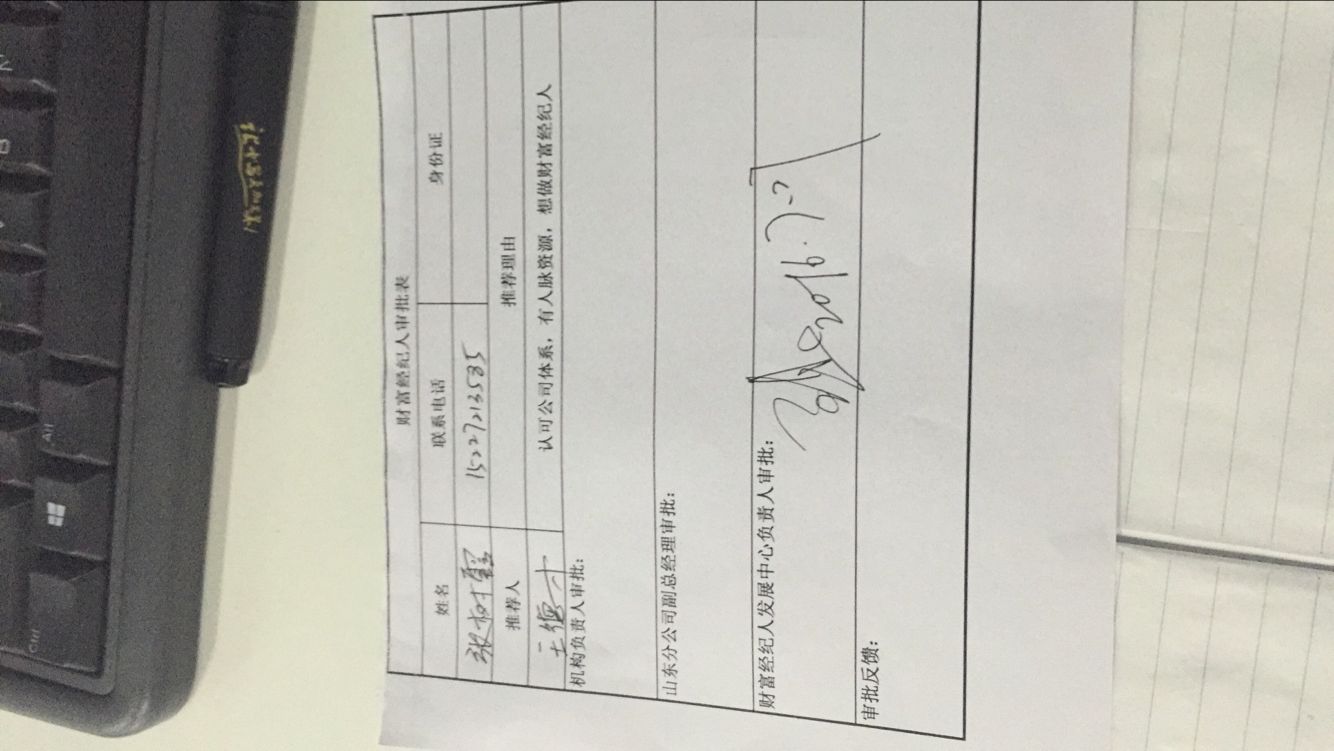 Ctrl
Alt
财富经纪人审批表
姓名 联系电话 身份证
张树霞 15227213585
推荐人 推荐理由
王德才 认可公司体系，有人脉资源，想做财富经纪人
机构负责人审批：
山东分公司副总经理审批：
财富经纪人发展中心负责人审批：
2016.7.27
审批反馈：